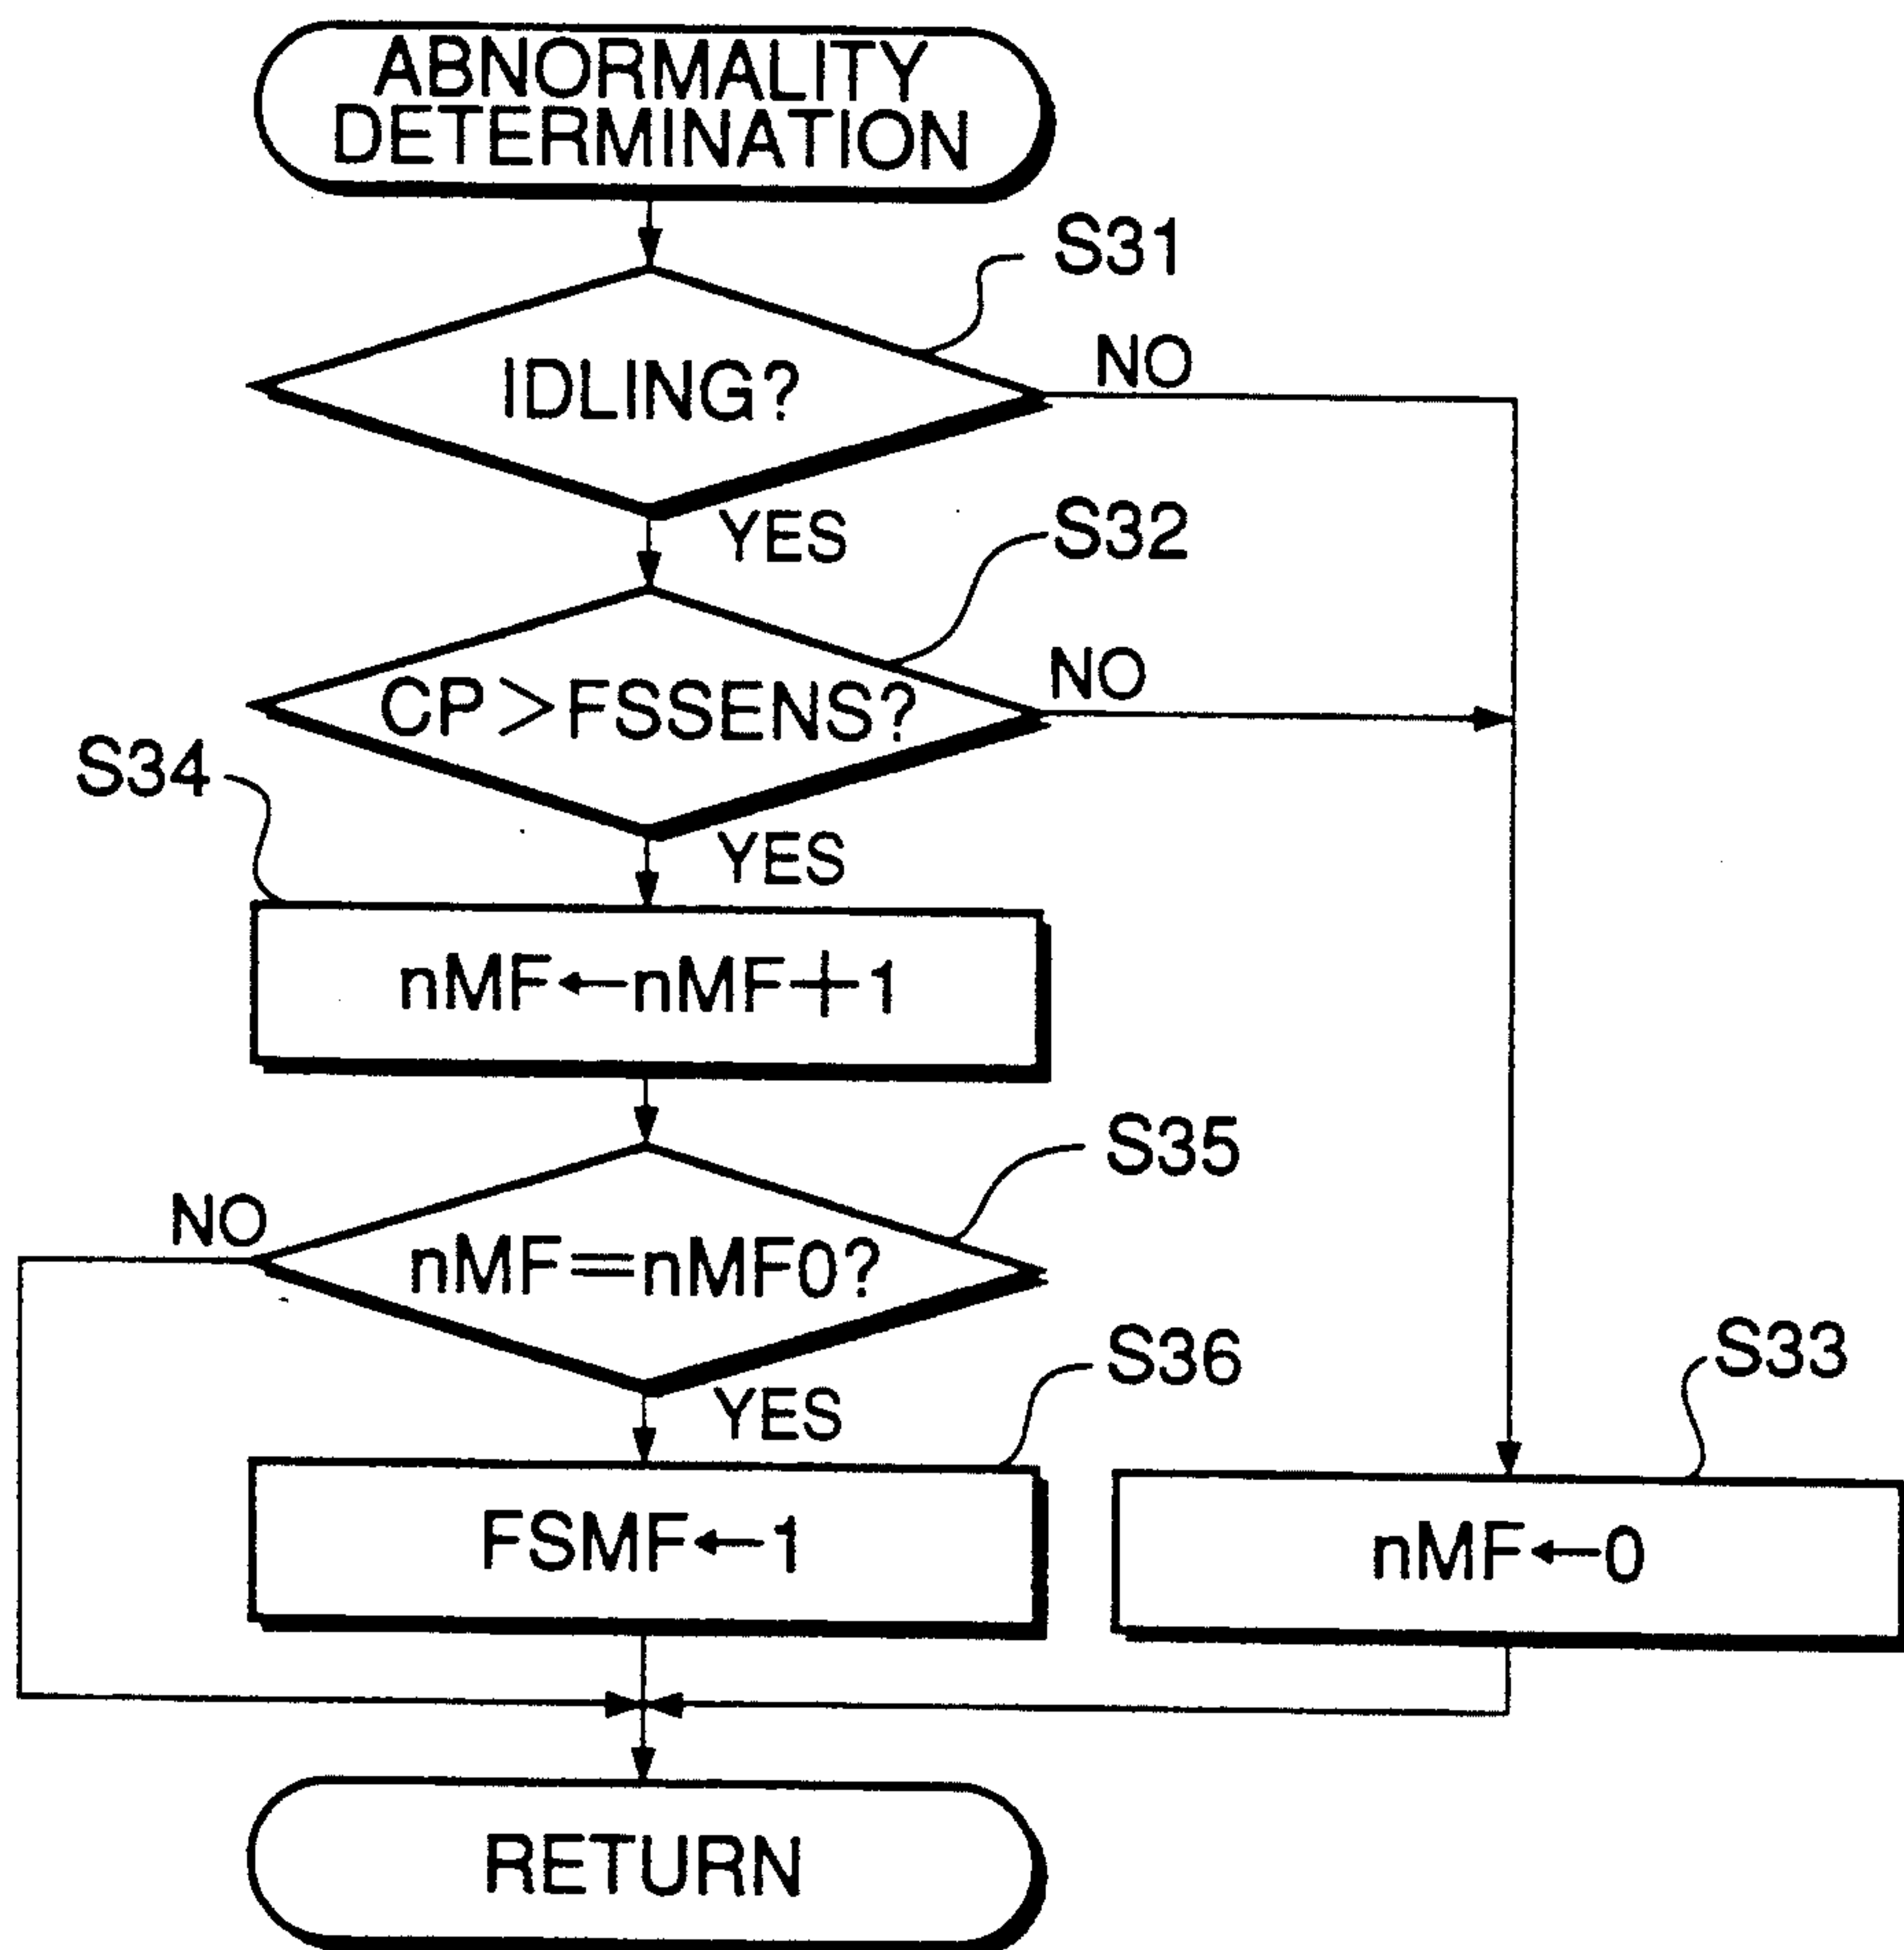 ABNORMALITY
DETERMINATION
S31
IDLING?
NO
YES
S32
CP>FSSENS?
NO
S34
YES
nMF←nMF+1
S35
NO
nMF=nMF0?
S36
S33
YES
FSMF←1
nMF←0
RETURN